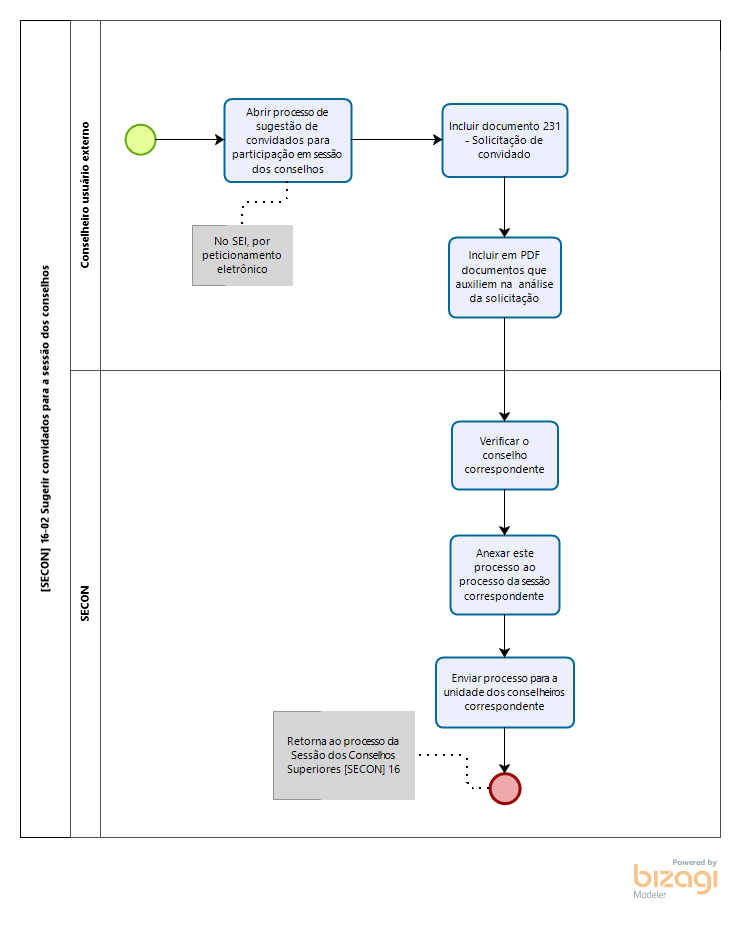 [SECON] 16-02 Sugerir convidados para a sessão dos conselhos
Conselheiro usuário externo
Abrir processo de
sugestão de
convidados para
participação em sessão
dos conselhos
Incluir documento 231
- Solicitação de
convidado
No SEI, por
peticionamento
eletrônico
Incluir em PDF
documentos que
auxiliem na análise
da solicitação
SECON
Verificar o
conselho
correspondente
Anexar este
processo ao
processo da sessão
correspondente
Enviar processo para a
unidade dos conselheiros
correspondente
Retorna ao processo da
Sessão dos Conselhos
Superiores [SECON] 16
Powered by
bizagi
Modeler